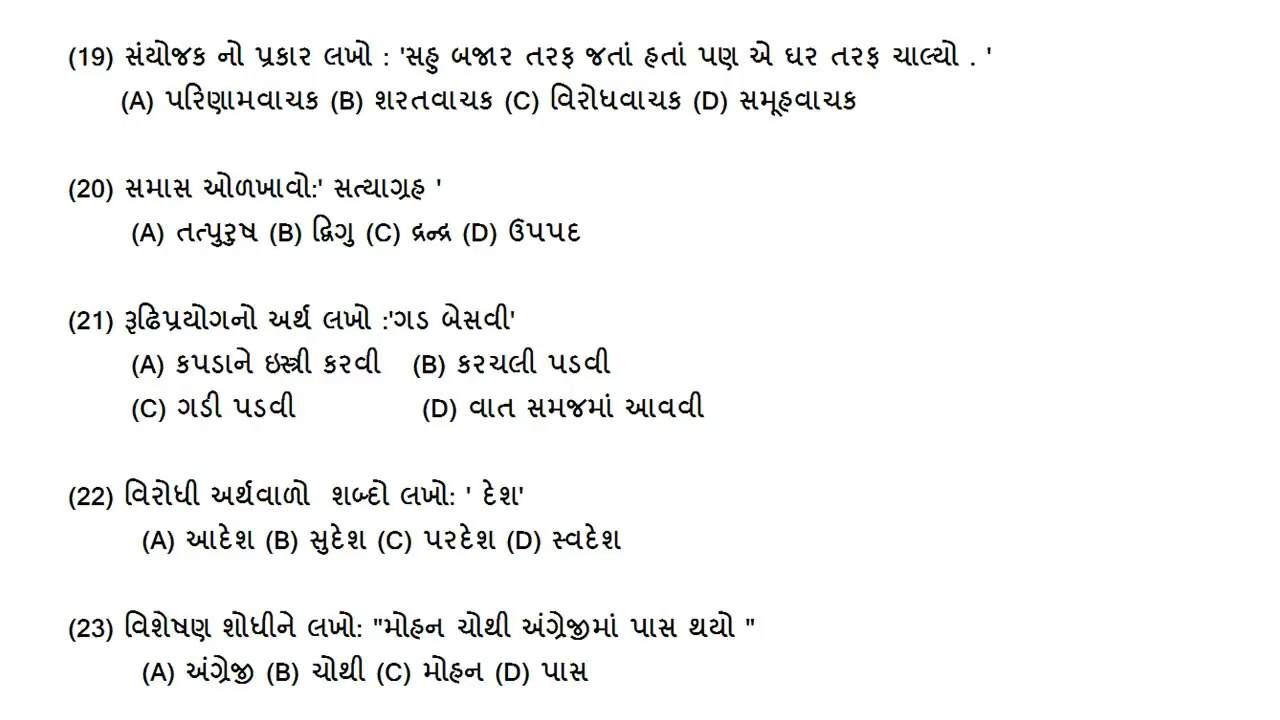 (19) સંયોજક નો પ્રકાર લખો : 'સહુ બજાર તરફ જતાં હતાં પણ એ ઘર તરફ ચાલ્યો . '
(A) પરિણામવાચક (B) શરતવાચક (C) વિરોધવાચક (D) સમૂહવાચક
(20) સમાસ ઓળખાવો:' સત્યાગ્રહ '
(A) તત્પુરુષ (B) દ્વિગુ (C) દ્રન્દ્ર (D) ઉપપદ
(21) રૂઢિપ્રયોગનો અર્થ લખો :'ગડ બેસવી'
(A) કપડાને ઇસ્ત્રી કરવી (B) કરચલી પડવી
(C) ગડી પડવી (D) વાત સમજમાં આવવી
(22) વિરોધી અર્થવાળો શબ્દો લખો: ' દેશ'
(A) આદેશ (B) સુદેશ (C) પરદેશ (D) સ્વદેશ
(23) વિશેષણ શોધીને લખો: "મોહન ચોથી અંગ્રેજીમાં પાસ થયો "
(A) અંગ્રેજી (B) ચોથી (C) મોહન (D) પાસ